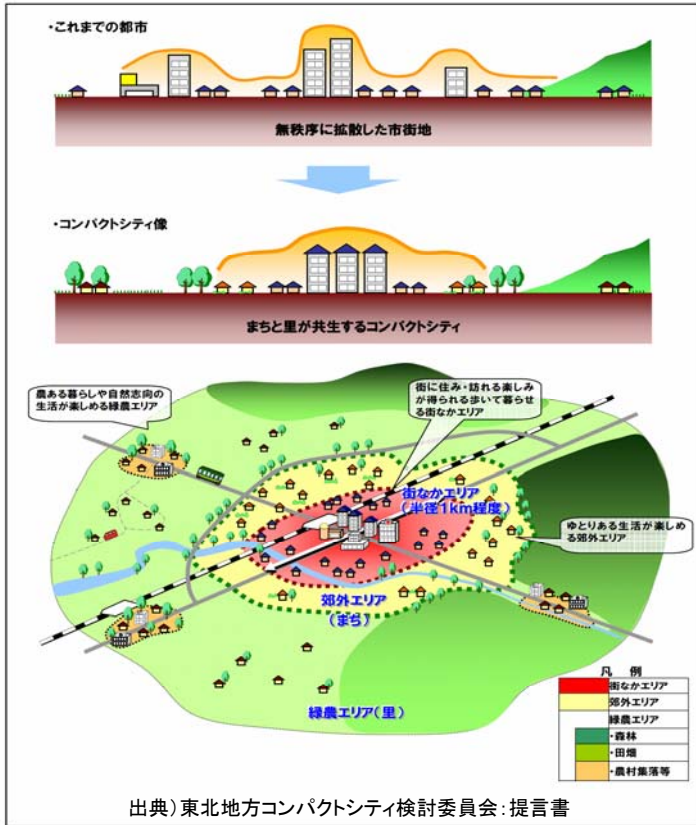 ・これまでの都市
無秩序に拡散した市街地
・コンパクトシティ像
まちと里が共生するコンパクトシティ
農ある暮らしや自然志向の
生活が楽しめる緑農エリア
街に住み・訪れる楽しみ
が得られる歩いて暮らせ
る街なかエリア
街なかエリア
(半径1km程度)
ゆとりある生活が楽しめ
る郊外エリア
郊外エリア
(まち)
緑農エリア(里)
凡 例
街なかエリア
郊外エリア
緑農エリア
・森林
・田畑
・農村集落等
出典)東北地方コンパクトシティ検討委員会:提言書